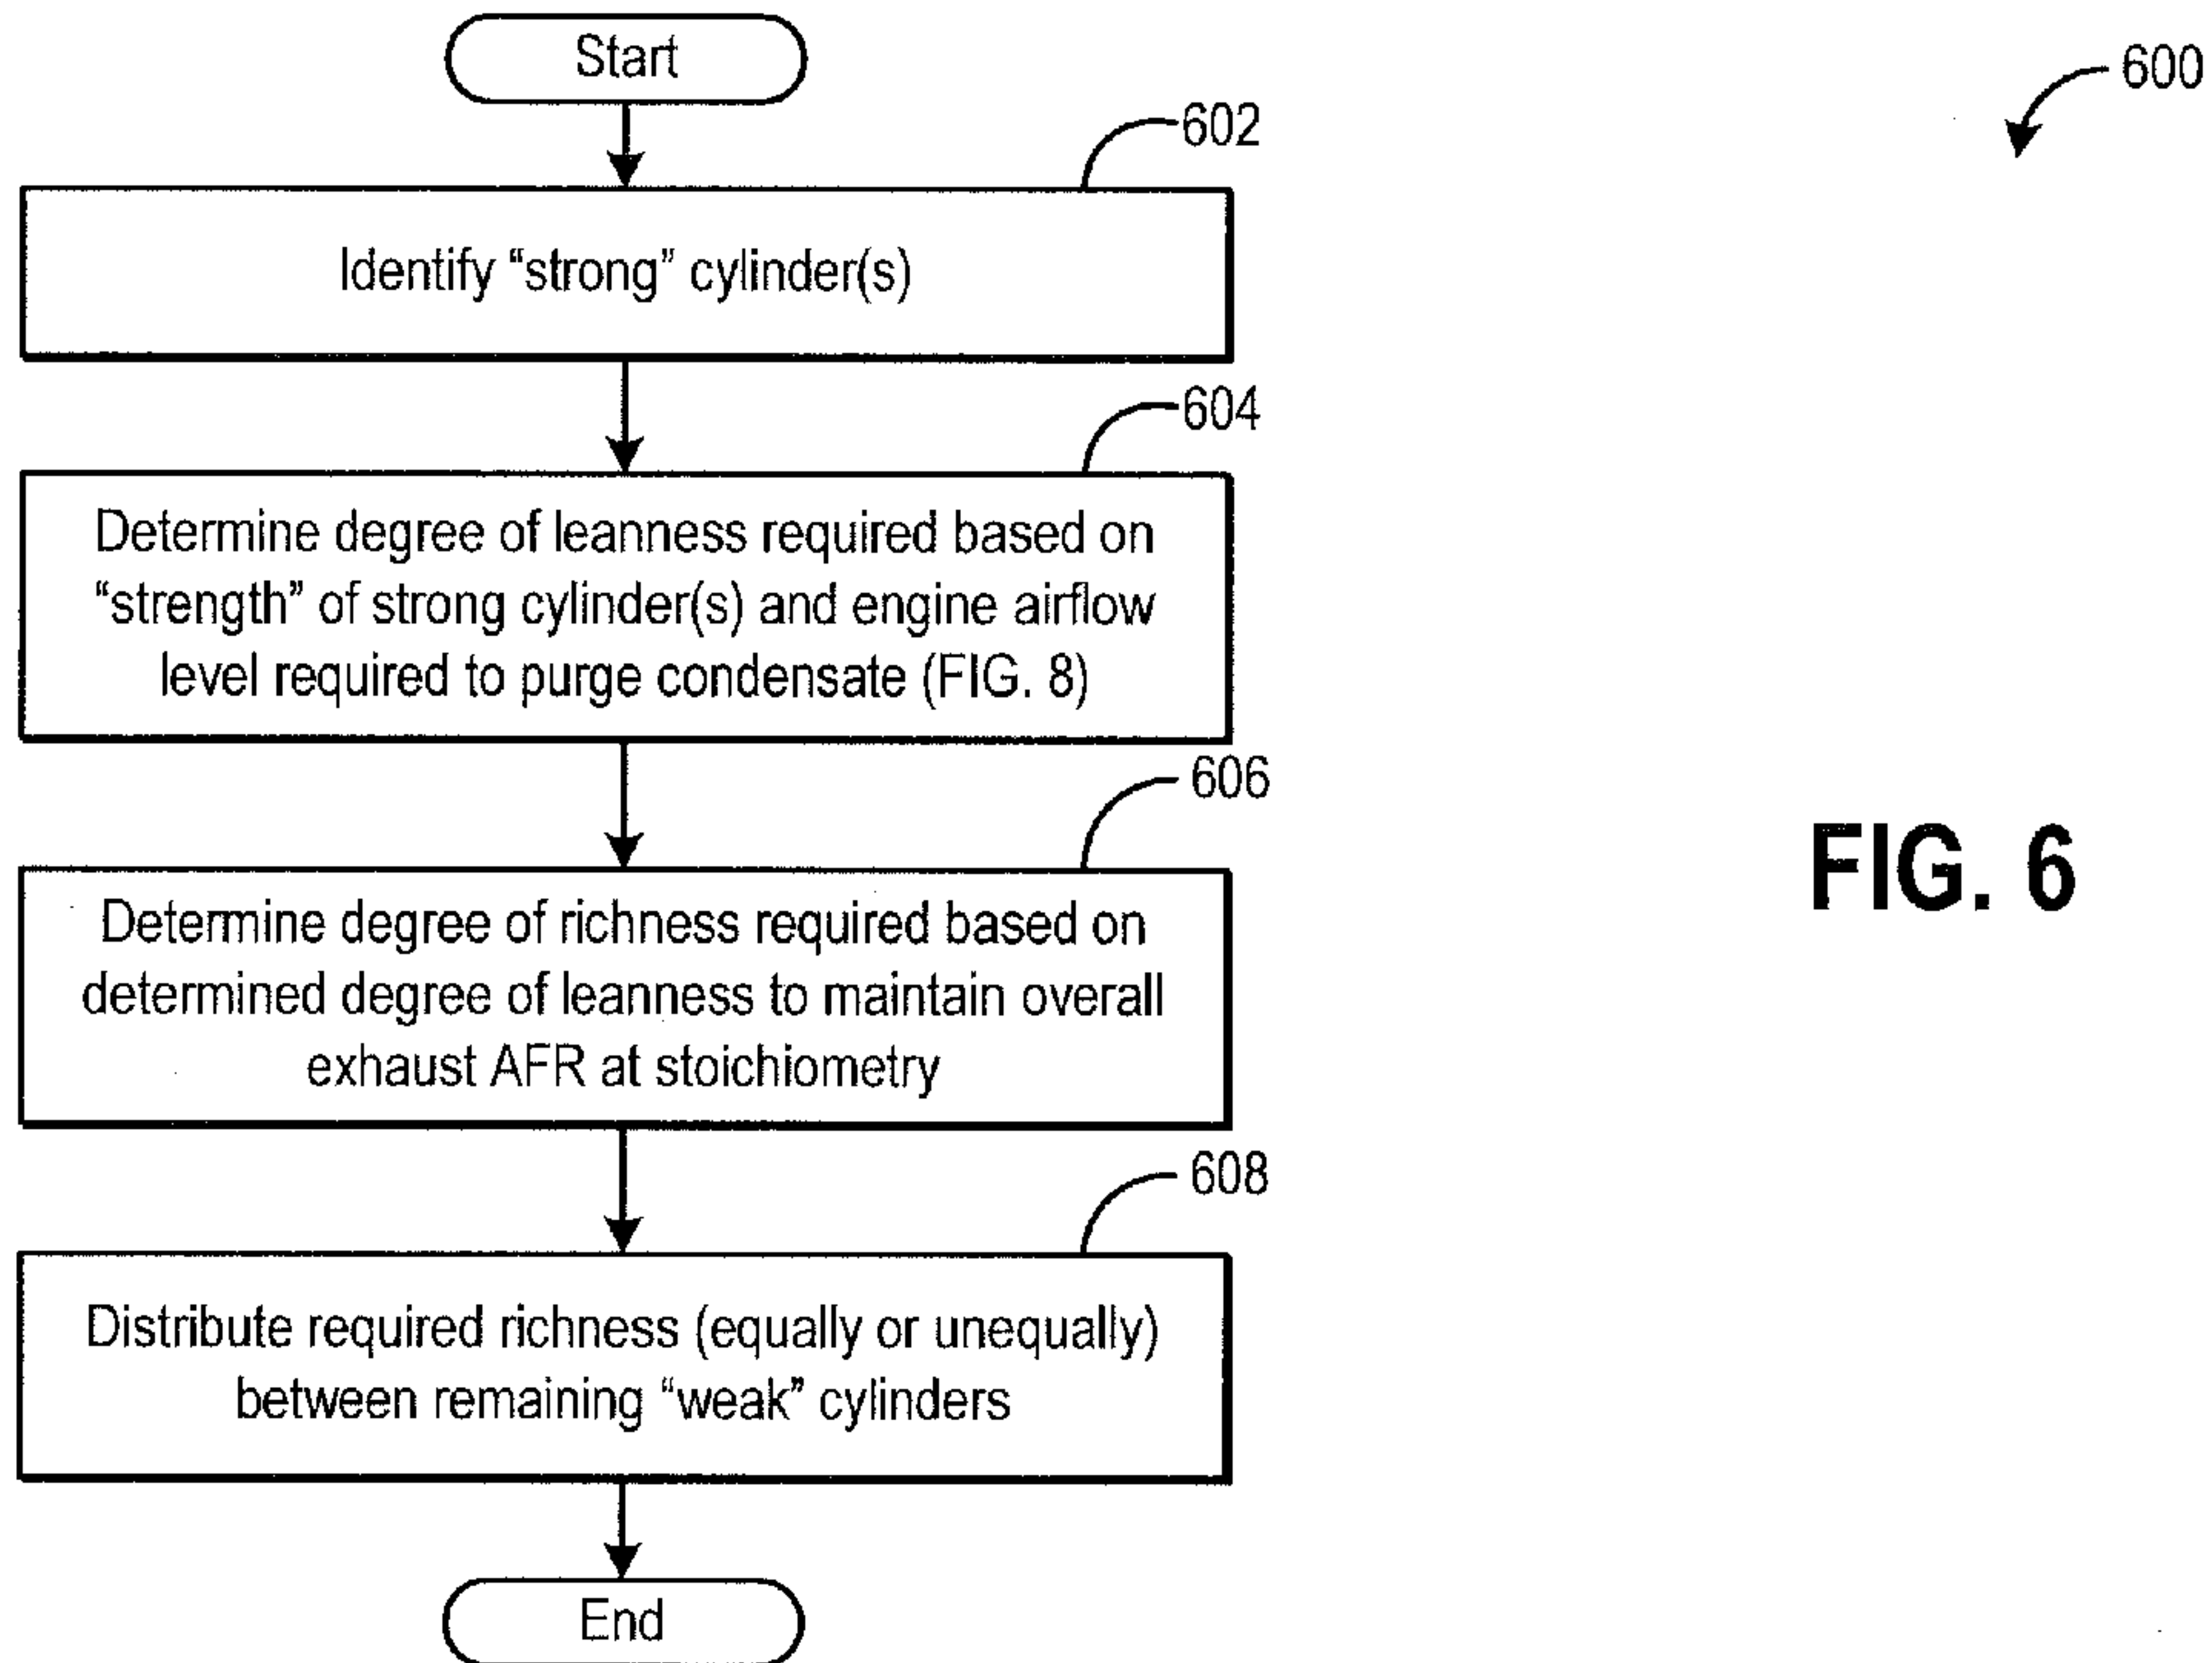 Start
600
602
Identify “strong” cylinder(s)
604
Determine degree of leanness required based on
“strength” of strong cylinder(s) and engine airflow
level required to purge condensate (FIG. 8)
606
Determine degree of richness required based on
determined degree of leanness to maintain overall
exhaust AFR at stoichiometry
FIG. 6
608
Distribute required richness (equally or unequally)
between remaining “weak” cylinders
End